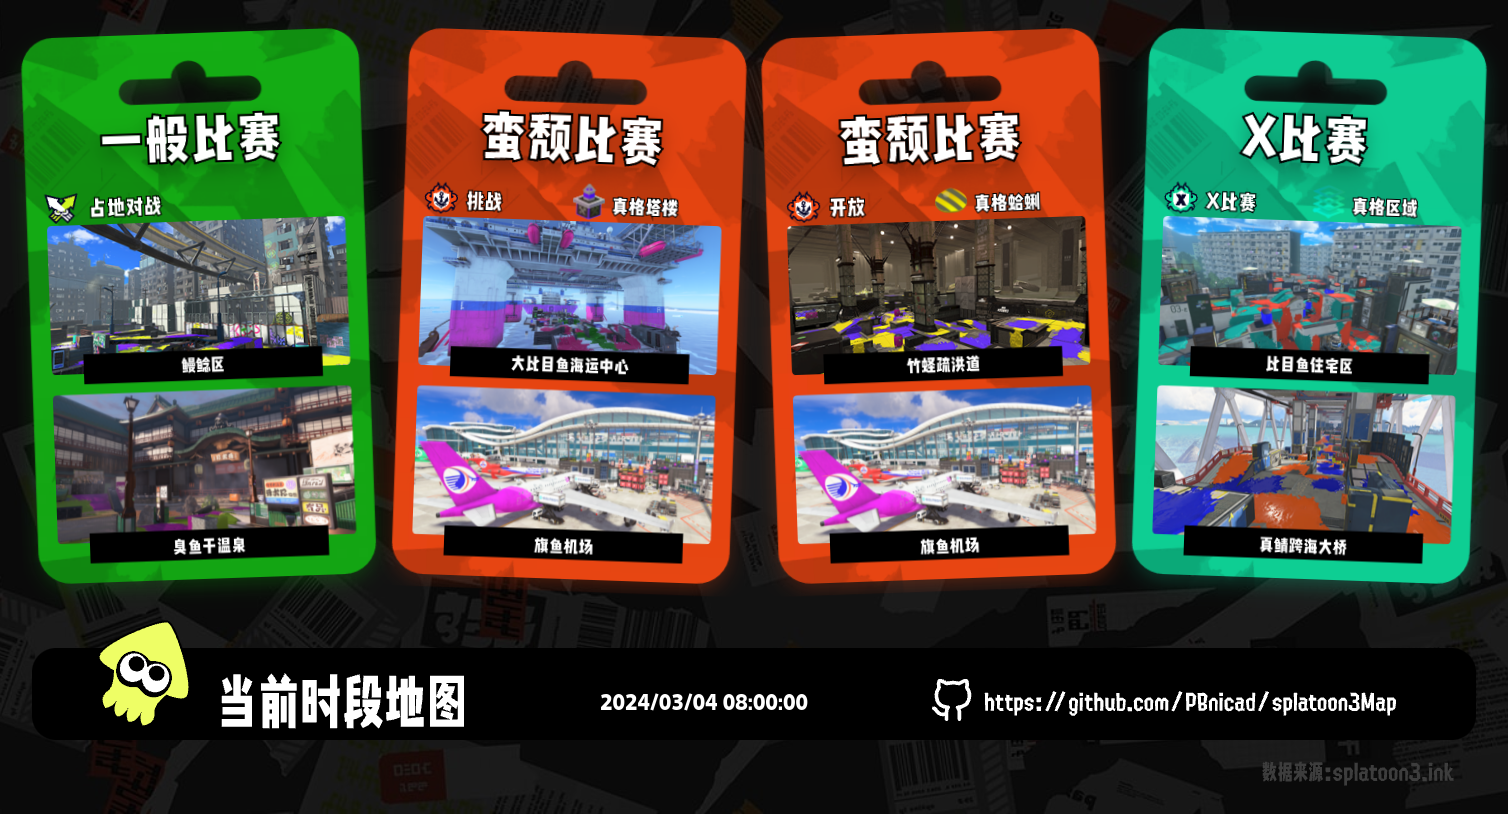 一般比赛
占地对战
鳗鲶区
臭鱼干温泉
蛮颓比赛
挑战
真格塔楼
大比目鱼海运中心
旗鱼机场
蛮颓比赛
开放
真格蛤蜊
竹蛏疏洪道
旗鱼机场
X比赛
X比赛
真格区域
比目鱼住宅区
真鲭跨海大桥
当前时段地图
2024/03/04 08:00:00
https://github.com/PBnicad/splatoon3Map
数据来源:splatoon3.ink